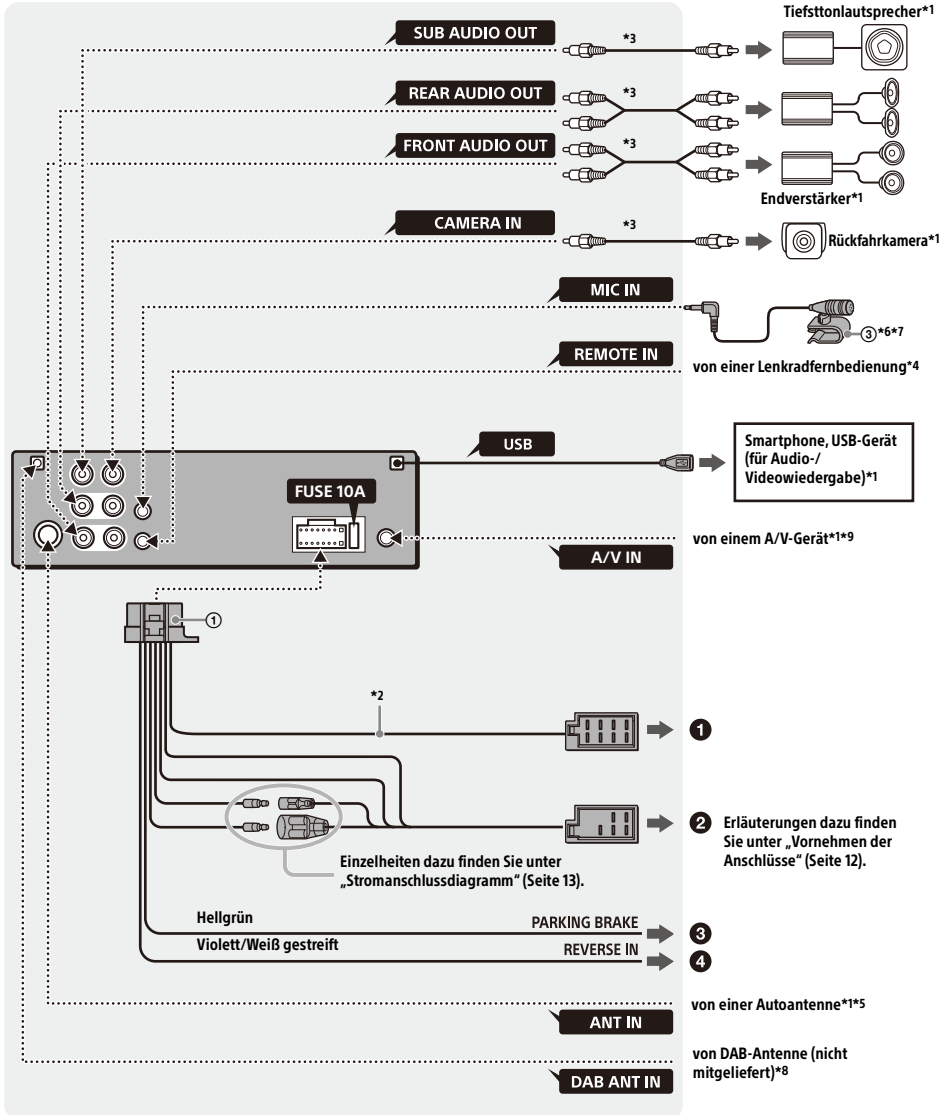 Tiefsttonlautsprecher*1
SUB AUDIO OUT
*3
REAR AUDIO OUT
*3
FRONT AUDIO OUT
*3
Endverstärker*1
CAMERA IN
*3
Rückfahrkamera*1
MIC IN
③*6*7
REMOTE IN
von einer Lenkradfernbedienung*4
USB
Smartphone, USB-Gerät
(für Audio-/
Videowiedergabe)*1
FUSE 10A
von einem A/V-Gerät*1*9
A/V IN
①
*2
❶
❷
Erläuterungen dazu finden
Sie unter „Vornehmen der
Anschlüsse“ (Seite 12).
Einzelheiten dazu finden Sie unter
„Stromanschlussdiagramm“ (Seite 13).
Hellgrün
PARKING BRAKE
❸
Violett/Weiß gestreift
REVERSE IN
❹
von einer Autoantenne*1*5
ANT IN
von DAB-Antenne (nicht
mitgeliefert)*8
DAB ANT IN